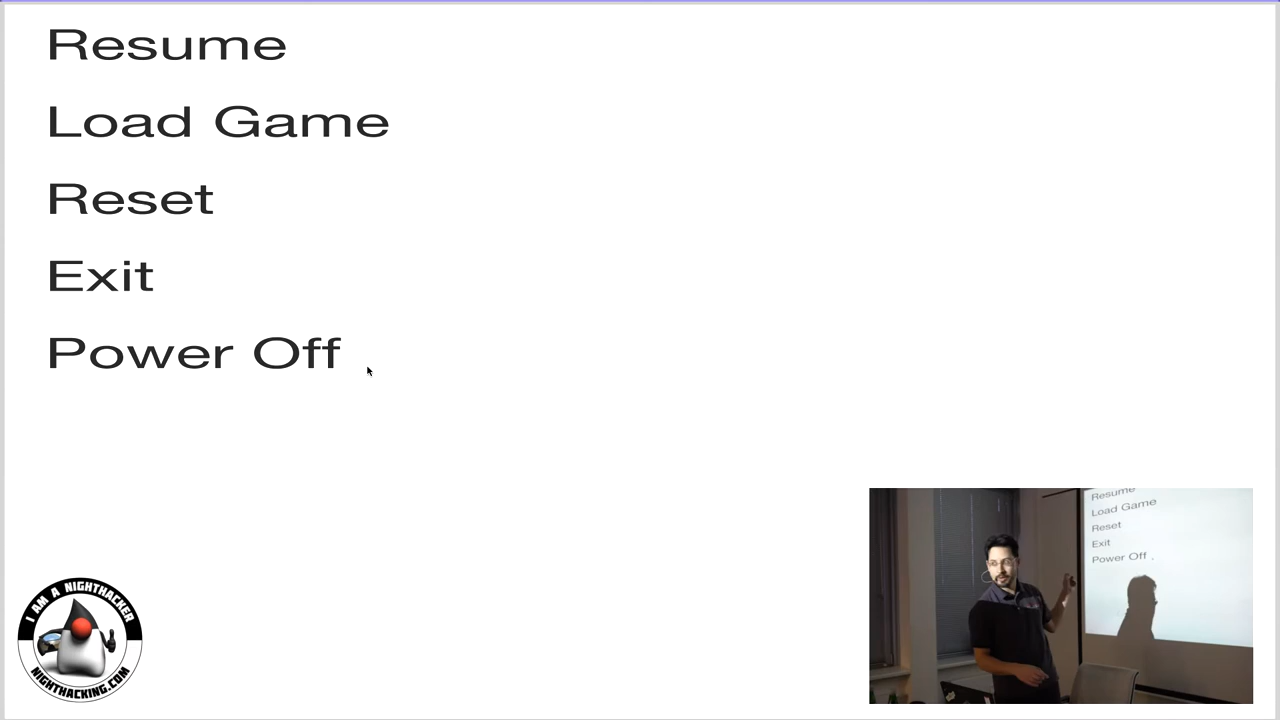 Resume
Load Game
Reset
Exit
Power Off
I AM A NIGHTHACKER
NIGHTHACKING.COM
Resume
Load Game
Reset
Exit
Power Off